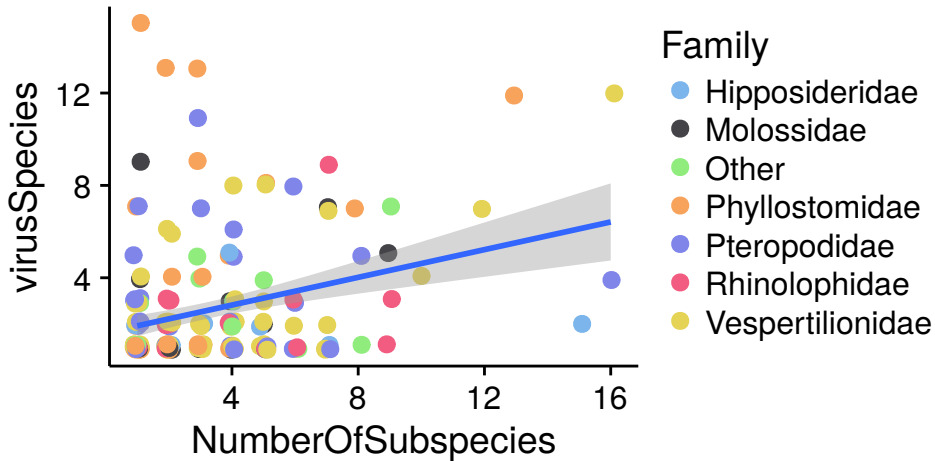 virusSpecies
12
8
4
4
8
12
16
NumberOfSubspecies
Family
Hipposideridae
Molossidae
Other
Phyllostomidae
Pteropodidae
Rhinolophidae
Vespertilionidae